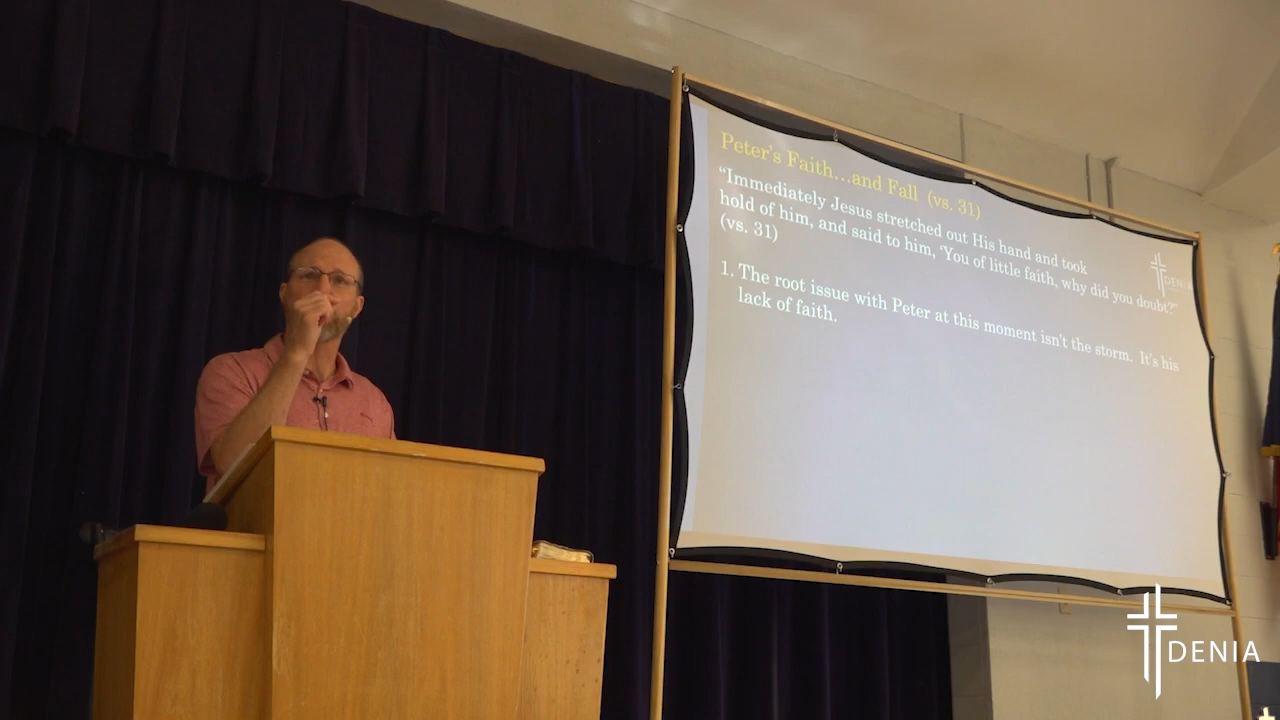 Peter's Faith...and Fall (vs. 31)
“Immediately Jesus stretched out His hand and took
hold of him, and said to him, ‘You of little faith, why did you doubt?”
(vs. 31)
1. The root issue with Peter at this moment isn't the storm. It's his
lack of faith.
DENIA
DENIA